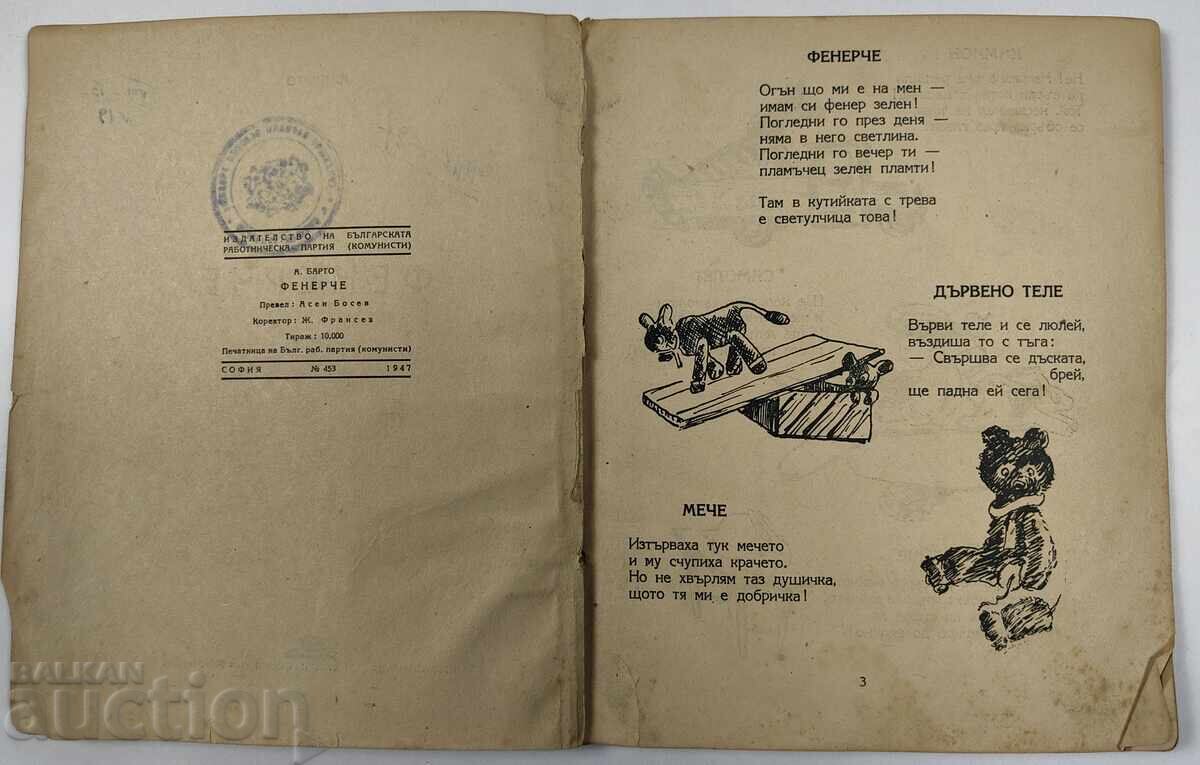 ИЗДАТЕЛСТВО НА БЪЛГАРСКАТА
РАБОТНИЧЕСКА ПАРТИЯ (КОМУНИСТИ)
А. БАРТО
ФЕНЕРЧЕ
Превел: Асен Босев
Коректор: Ж. Франсез
Тираж: 10.000
Печатница на Бълг. раб. партия (комунисти)
СОФИЯ № 453 1947
ФЕНЕРЧЕ
Огън що ми е на мен —
имам си фенер зелен!
Погледни го през деня —
няма в него светлина.
Погледни го вечер ти —
пламъчец зелен пламти!
Там в кутийката с трева
е светулчица това!
ДЪРВЕНО ТЕЛЕ
Върви теле и се люлей,
въздиша то с тъга:
— Свършва се дъската,
брей,
ще падна ей сега!
МЕЧЕ
Изтърваха тук мечето
и му счупиха крачето.
Но не хвърлям таз душичка,
щото тя ми е добричка!
3
BALKAN
auction